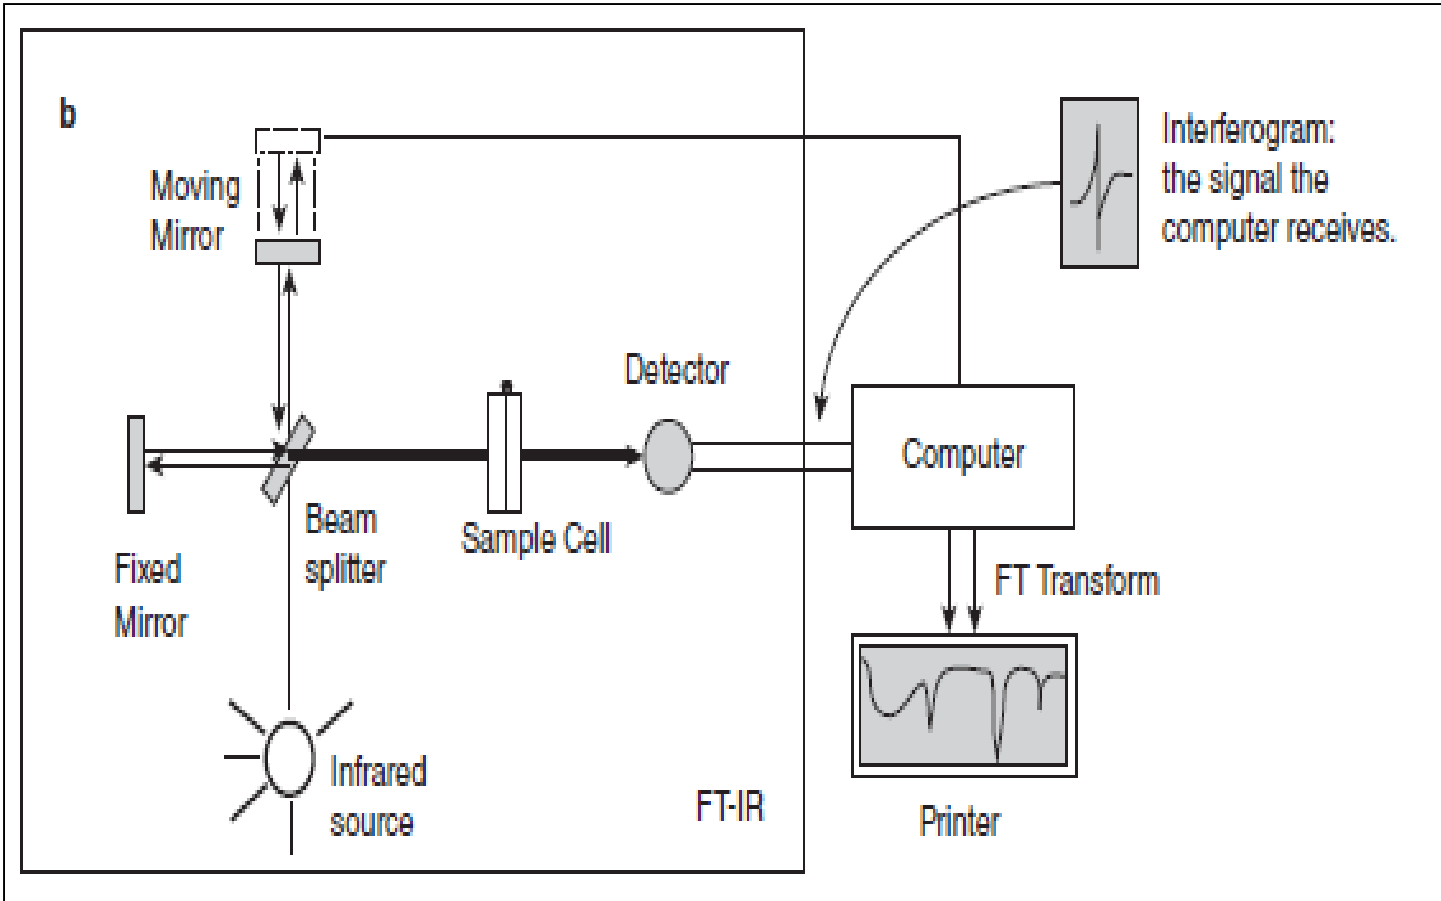 b
Moving
Mirror
Interferogram:
the signal the
computer receives.
Detector
Computer
Beam
splitter
Sample Cell
Fixed
Mirror
FT Transform
Infrared
source
FT-IR
Printer